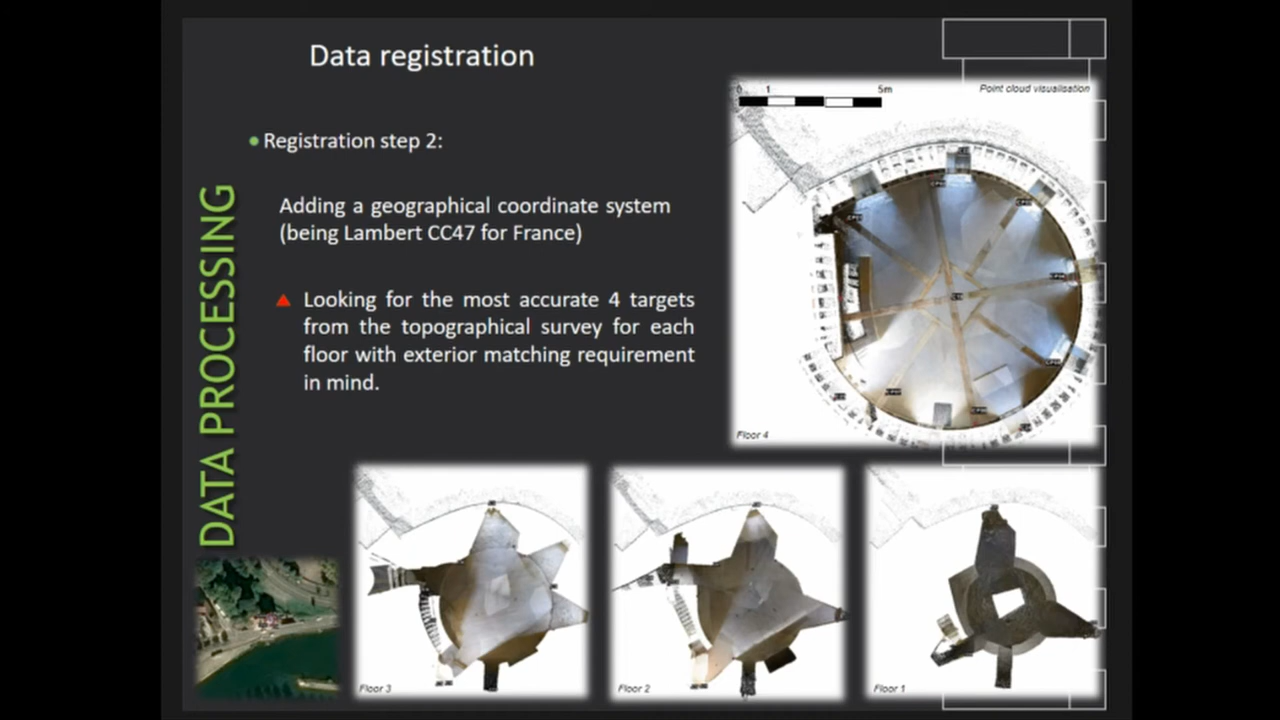 Data registration
Registration step 2:
Adding a geographical coordinate system
(being Lambert CC47 for France)
Looking for the most accurate 4 targets
from the topographical survey for each
floor with exterior matching requirement
in mind.
DATA PROCESSING
0 1 5m
Point cloud visualisation
Floor 4
Floor 3
Floor 2
Floor 1